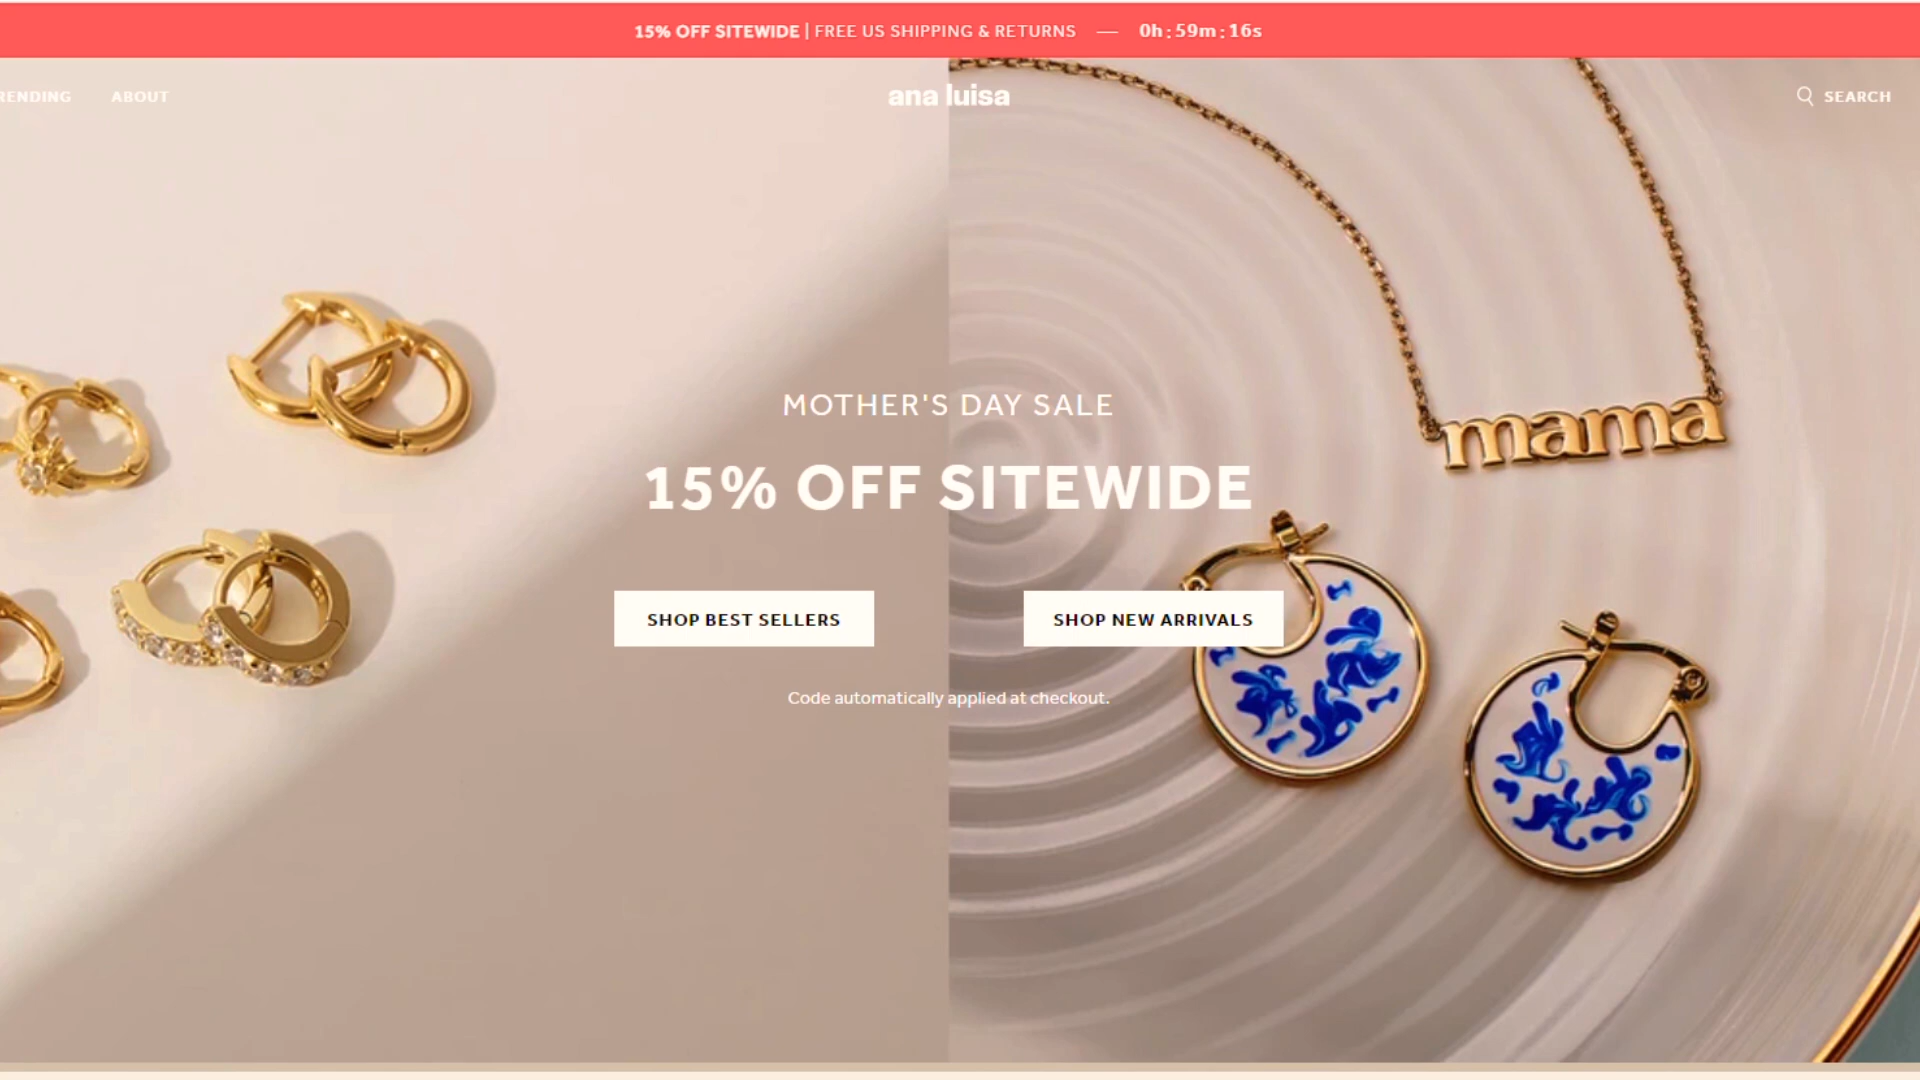 15% OFF SITEWIDE | FREE US SHIPPING & RETURNS — 0h : 59m : 16s
RENDING ABOUT ana luisa SEARCH
mama
MOTHER'S DAY SALE
15% OFF SITEWIDE
SHOP BEST SELLERS SHOP NEW ARRIVALS
Code automatically applied at checkout.